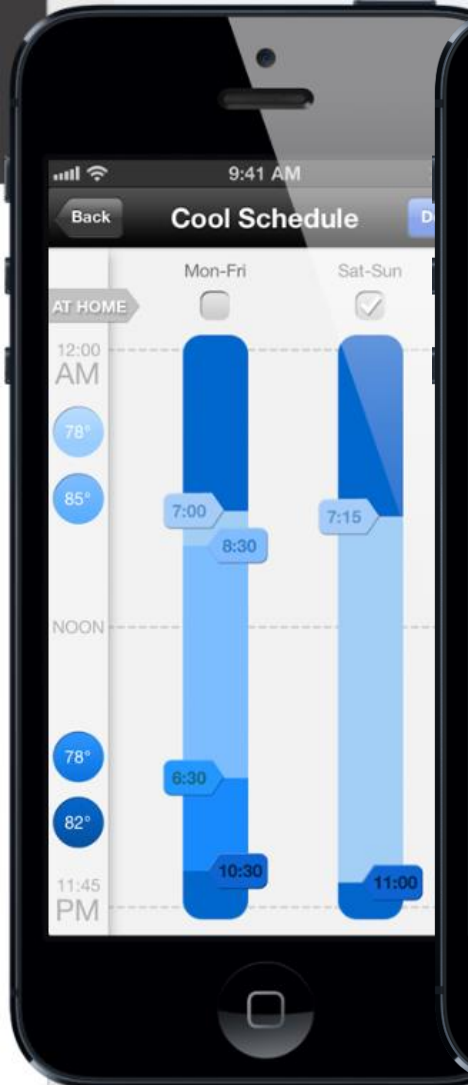 9:41 AM
Back
Cool Schedule
Mon-Fri
Sat-Sun
AT HOME
12:00
AM
78°
85°
7:00
7:15
8:30
NOON
78°
6:30
82°
10:30
11:00
11:45
PM